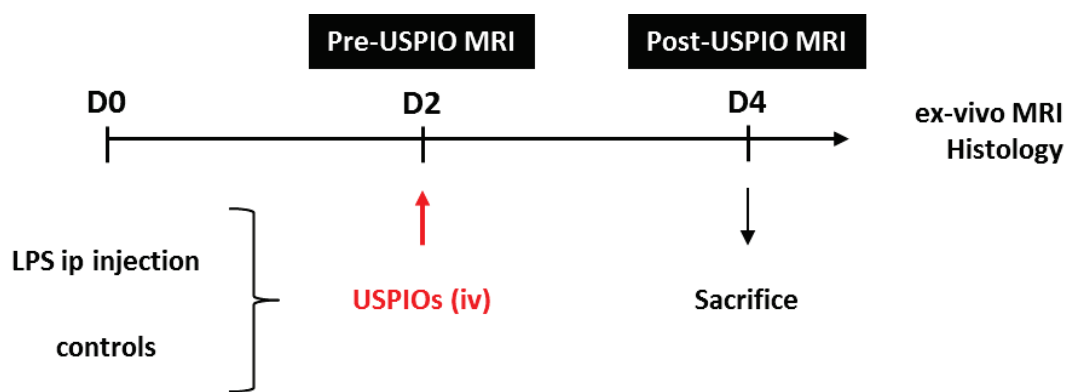 Pre-USPIO MRI
Post-USPIO MRI
D0
D2
D4
ex-vivo MRI
Histology
LPS ip injection
controls
USPIOs (iv)
Sacrifice